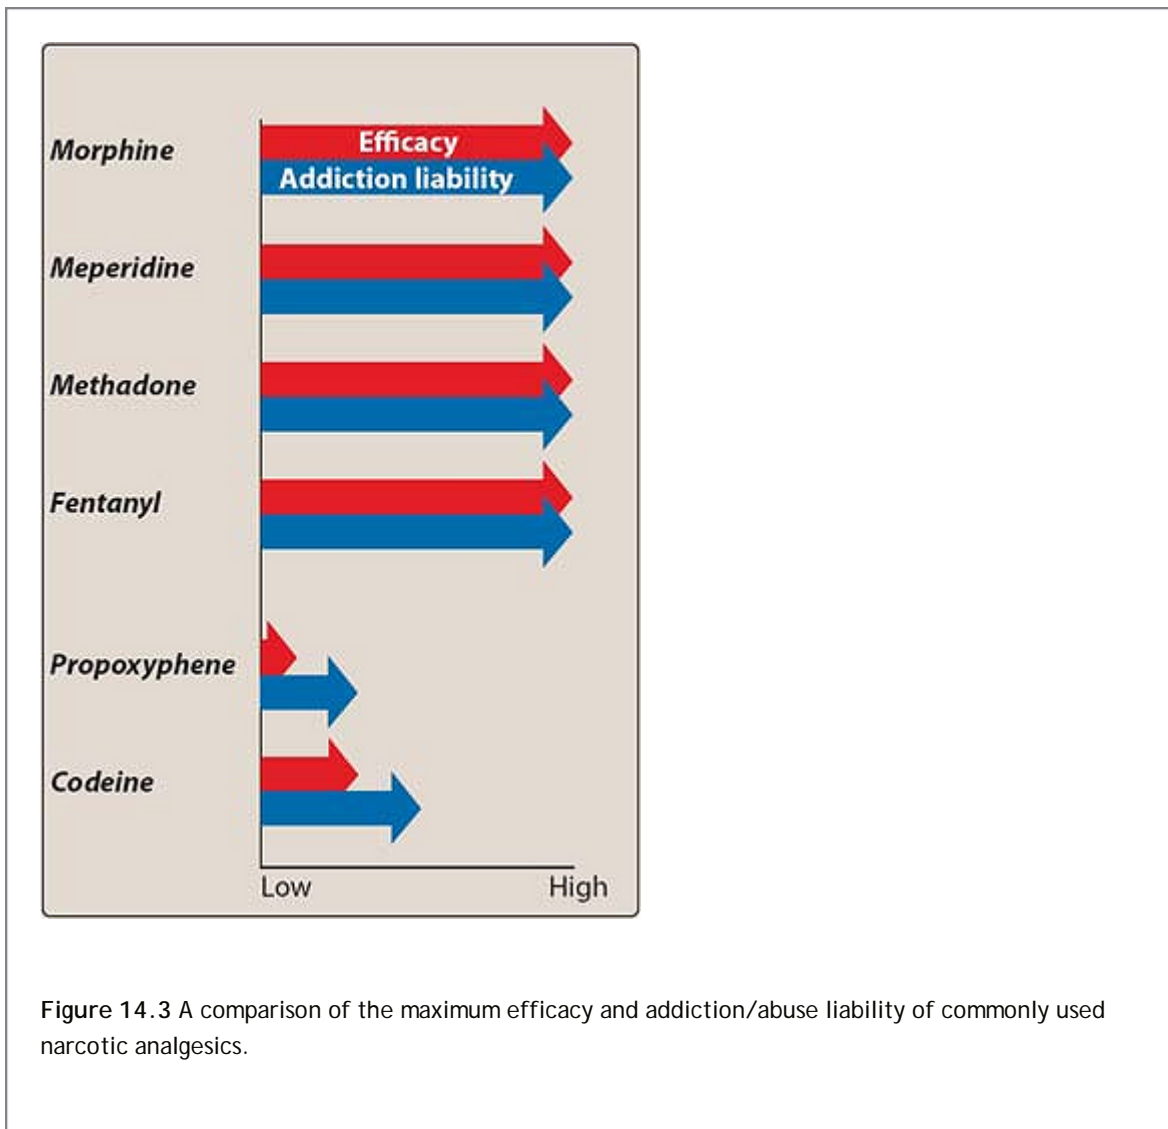 Morphine
Efficacy
Addiction liability
Meperidine
Methadone
Fentanyl
Propoxyphene
Codeine
Low High
Figure 14.3 A comparison of the maximum efficacy and addiction/abuse liability of commonly used
narcotic analgesics.